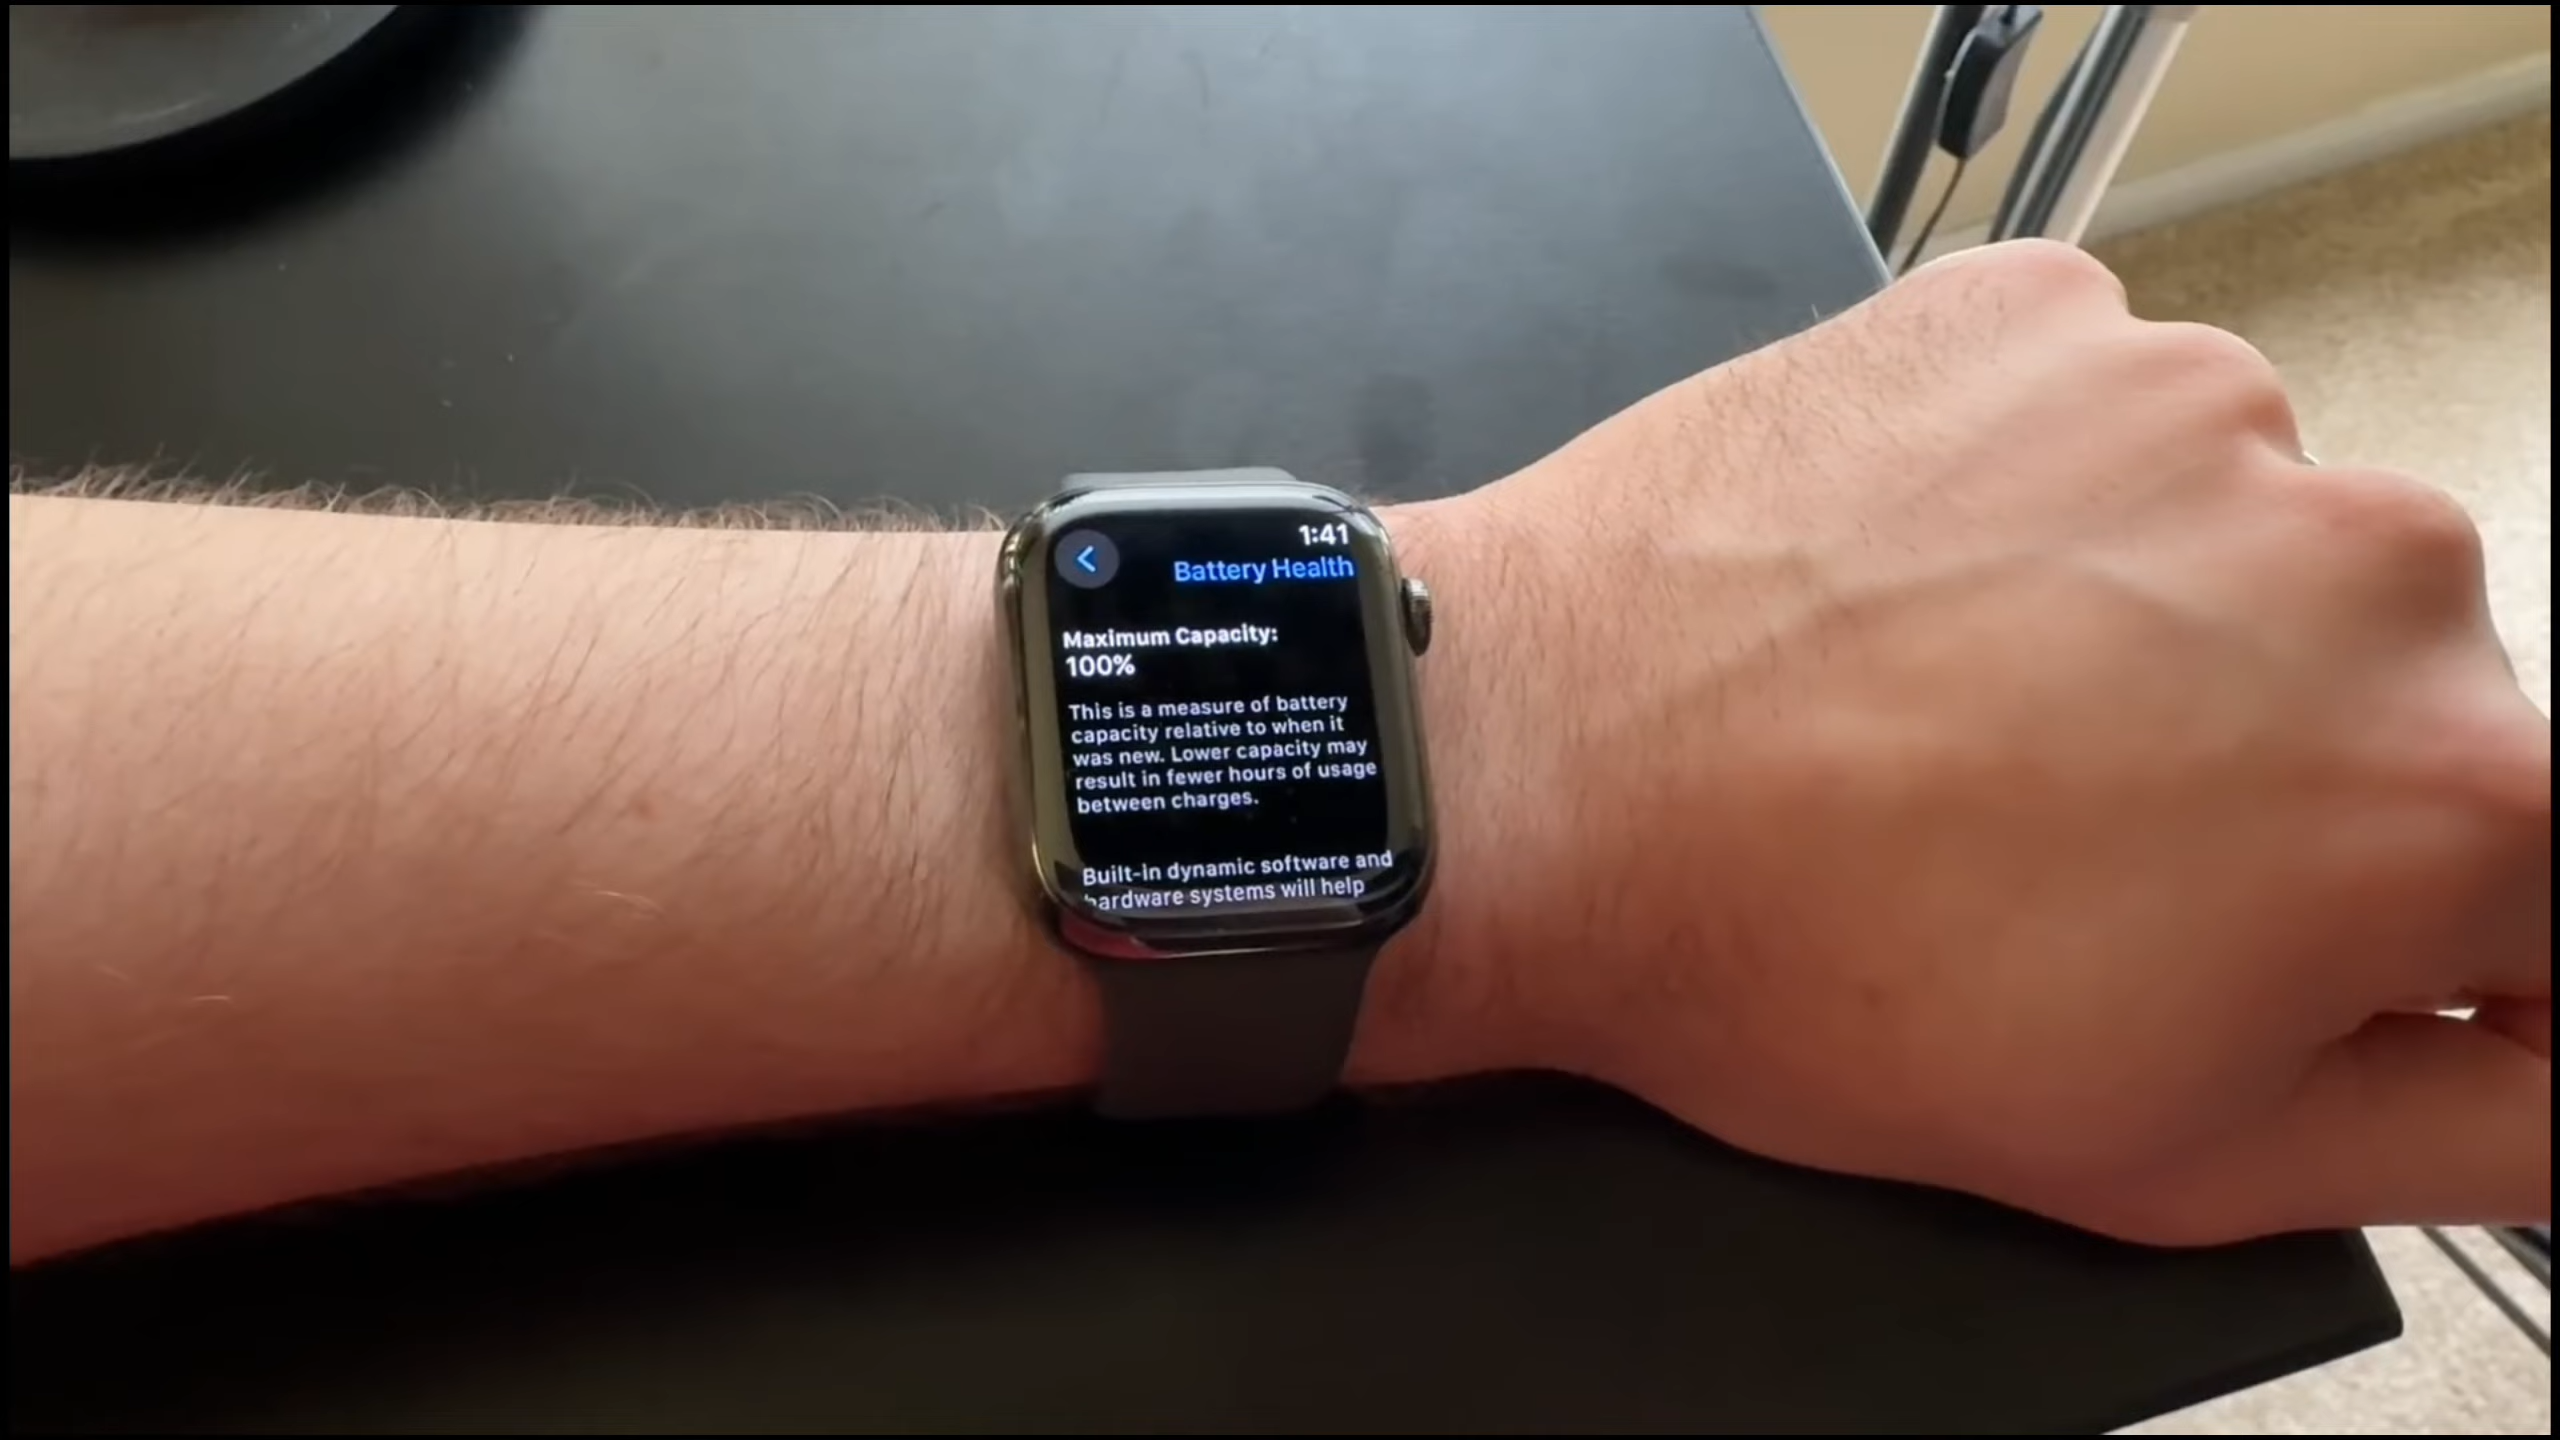 1:41
Battery Health
Maximum Capacity:
100%
This is a measure of battery
capacity relative to when it
was new. Lower capacity may
result in fewer hours of usage
between charges.
Built-in dynamic software and
hardware systems will help